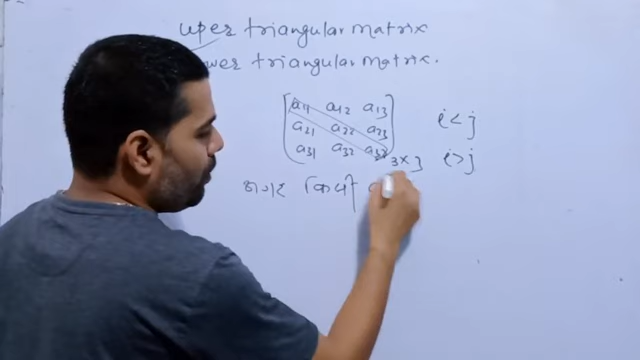 uper triangular matrix
wer triangular matrix.
a11 a12 a13
a21 a22 a23 i<j
a31 a32 a33 3×3 i>j
अगर किसी